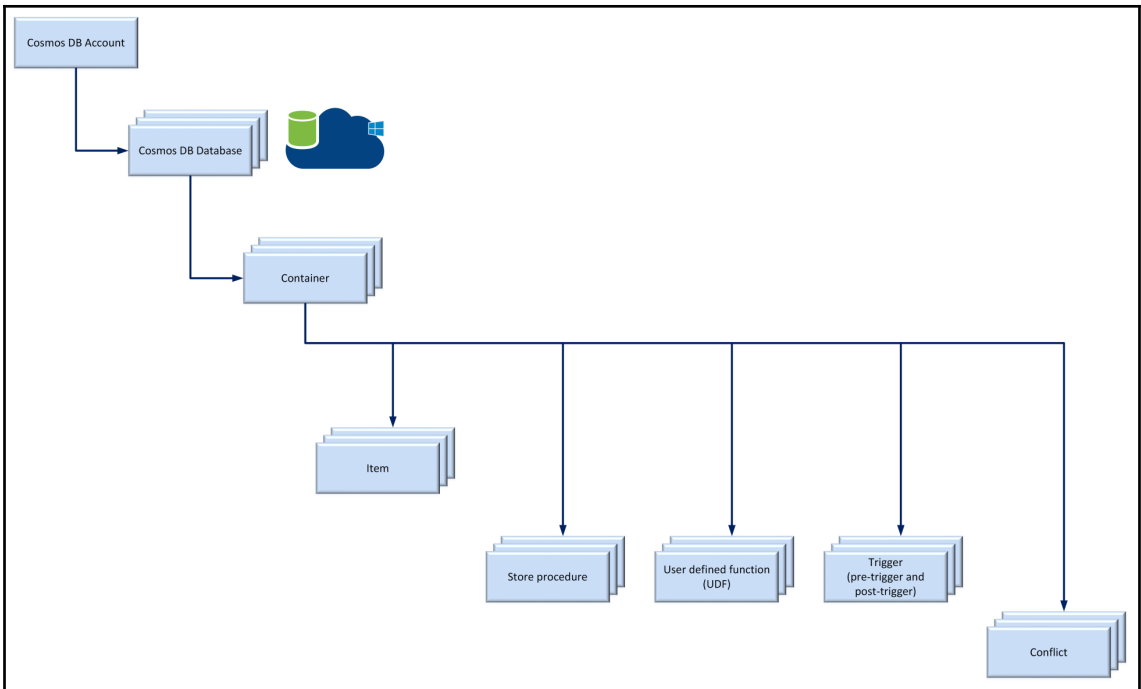 Cosmos DB Account
Cosmos DB Database
Container
Item
Store procedure
User defined function
(UDF)
Trigger
(pre-trigger and
post-trigger)
Conflict